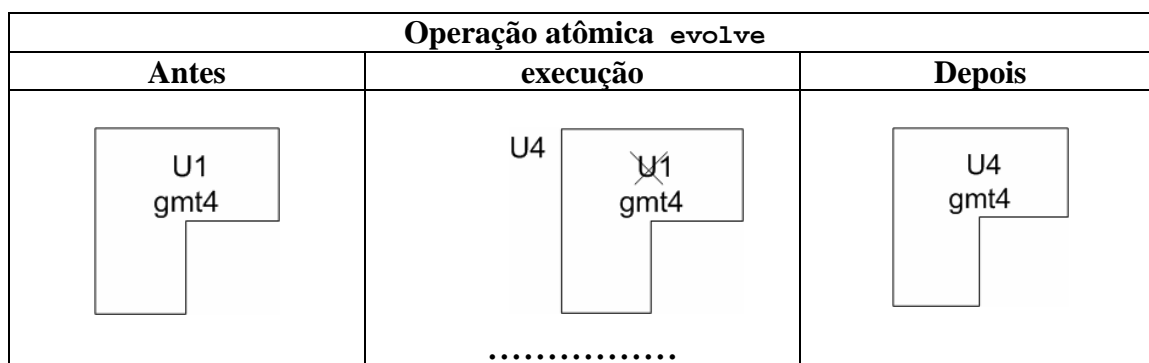 Operação atômica evolve
Antes execução Depois
U1
gmt4
U4
U1
gmt4
U4
gmt4
................